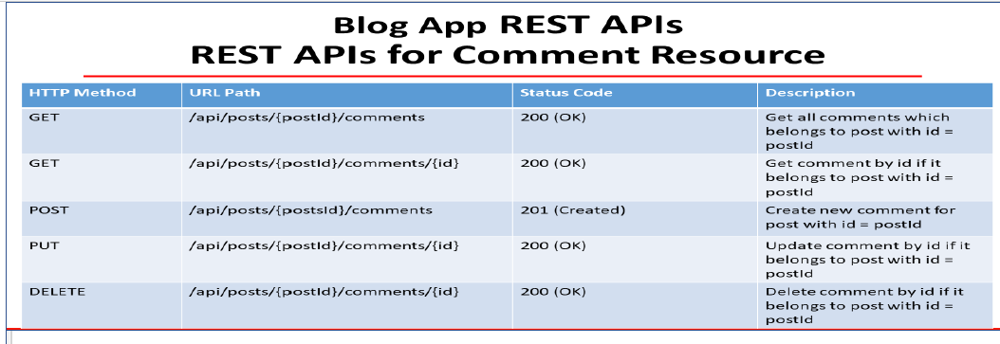 Blog App REST APIs
REST APIs for Comment Resource
HTTP Method URL Path Status Code Description
GET /api/posts/{postId}/comments 200 (OK) Get all comments which
belongs to post with id =
postId
GET /api/posts/{postId}/comments/{id} 200 (OK) Get comment by id if it
belongs to post with id =
postId
POST /api/posts/{postsId}/comments 201 (Created) Create new comment for
post with id = postId
PUT /api/posts/{postId}/comments/{id} 200 (OK) Update comment by id if it
belongs to post with id =
postId
DELETE /api/posts/{postId}/comments/{id} 200 (OK) Delete comment by id if it
belongs to post with id =
postId